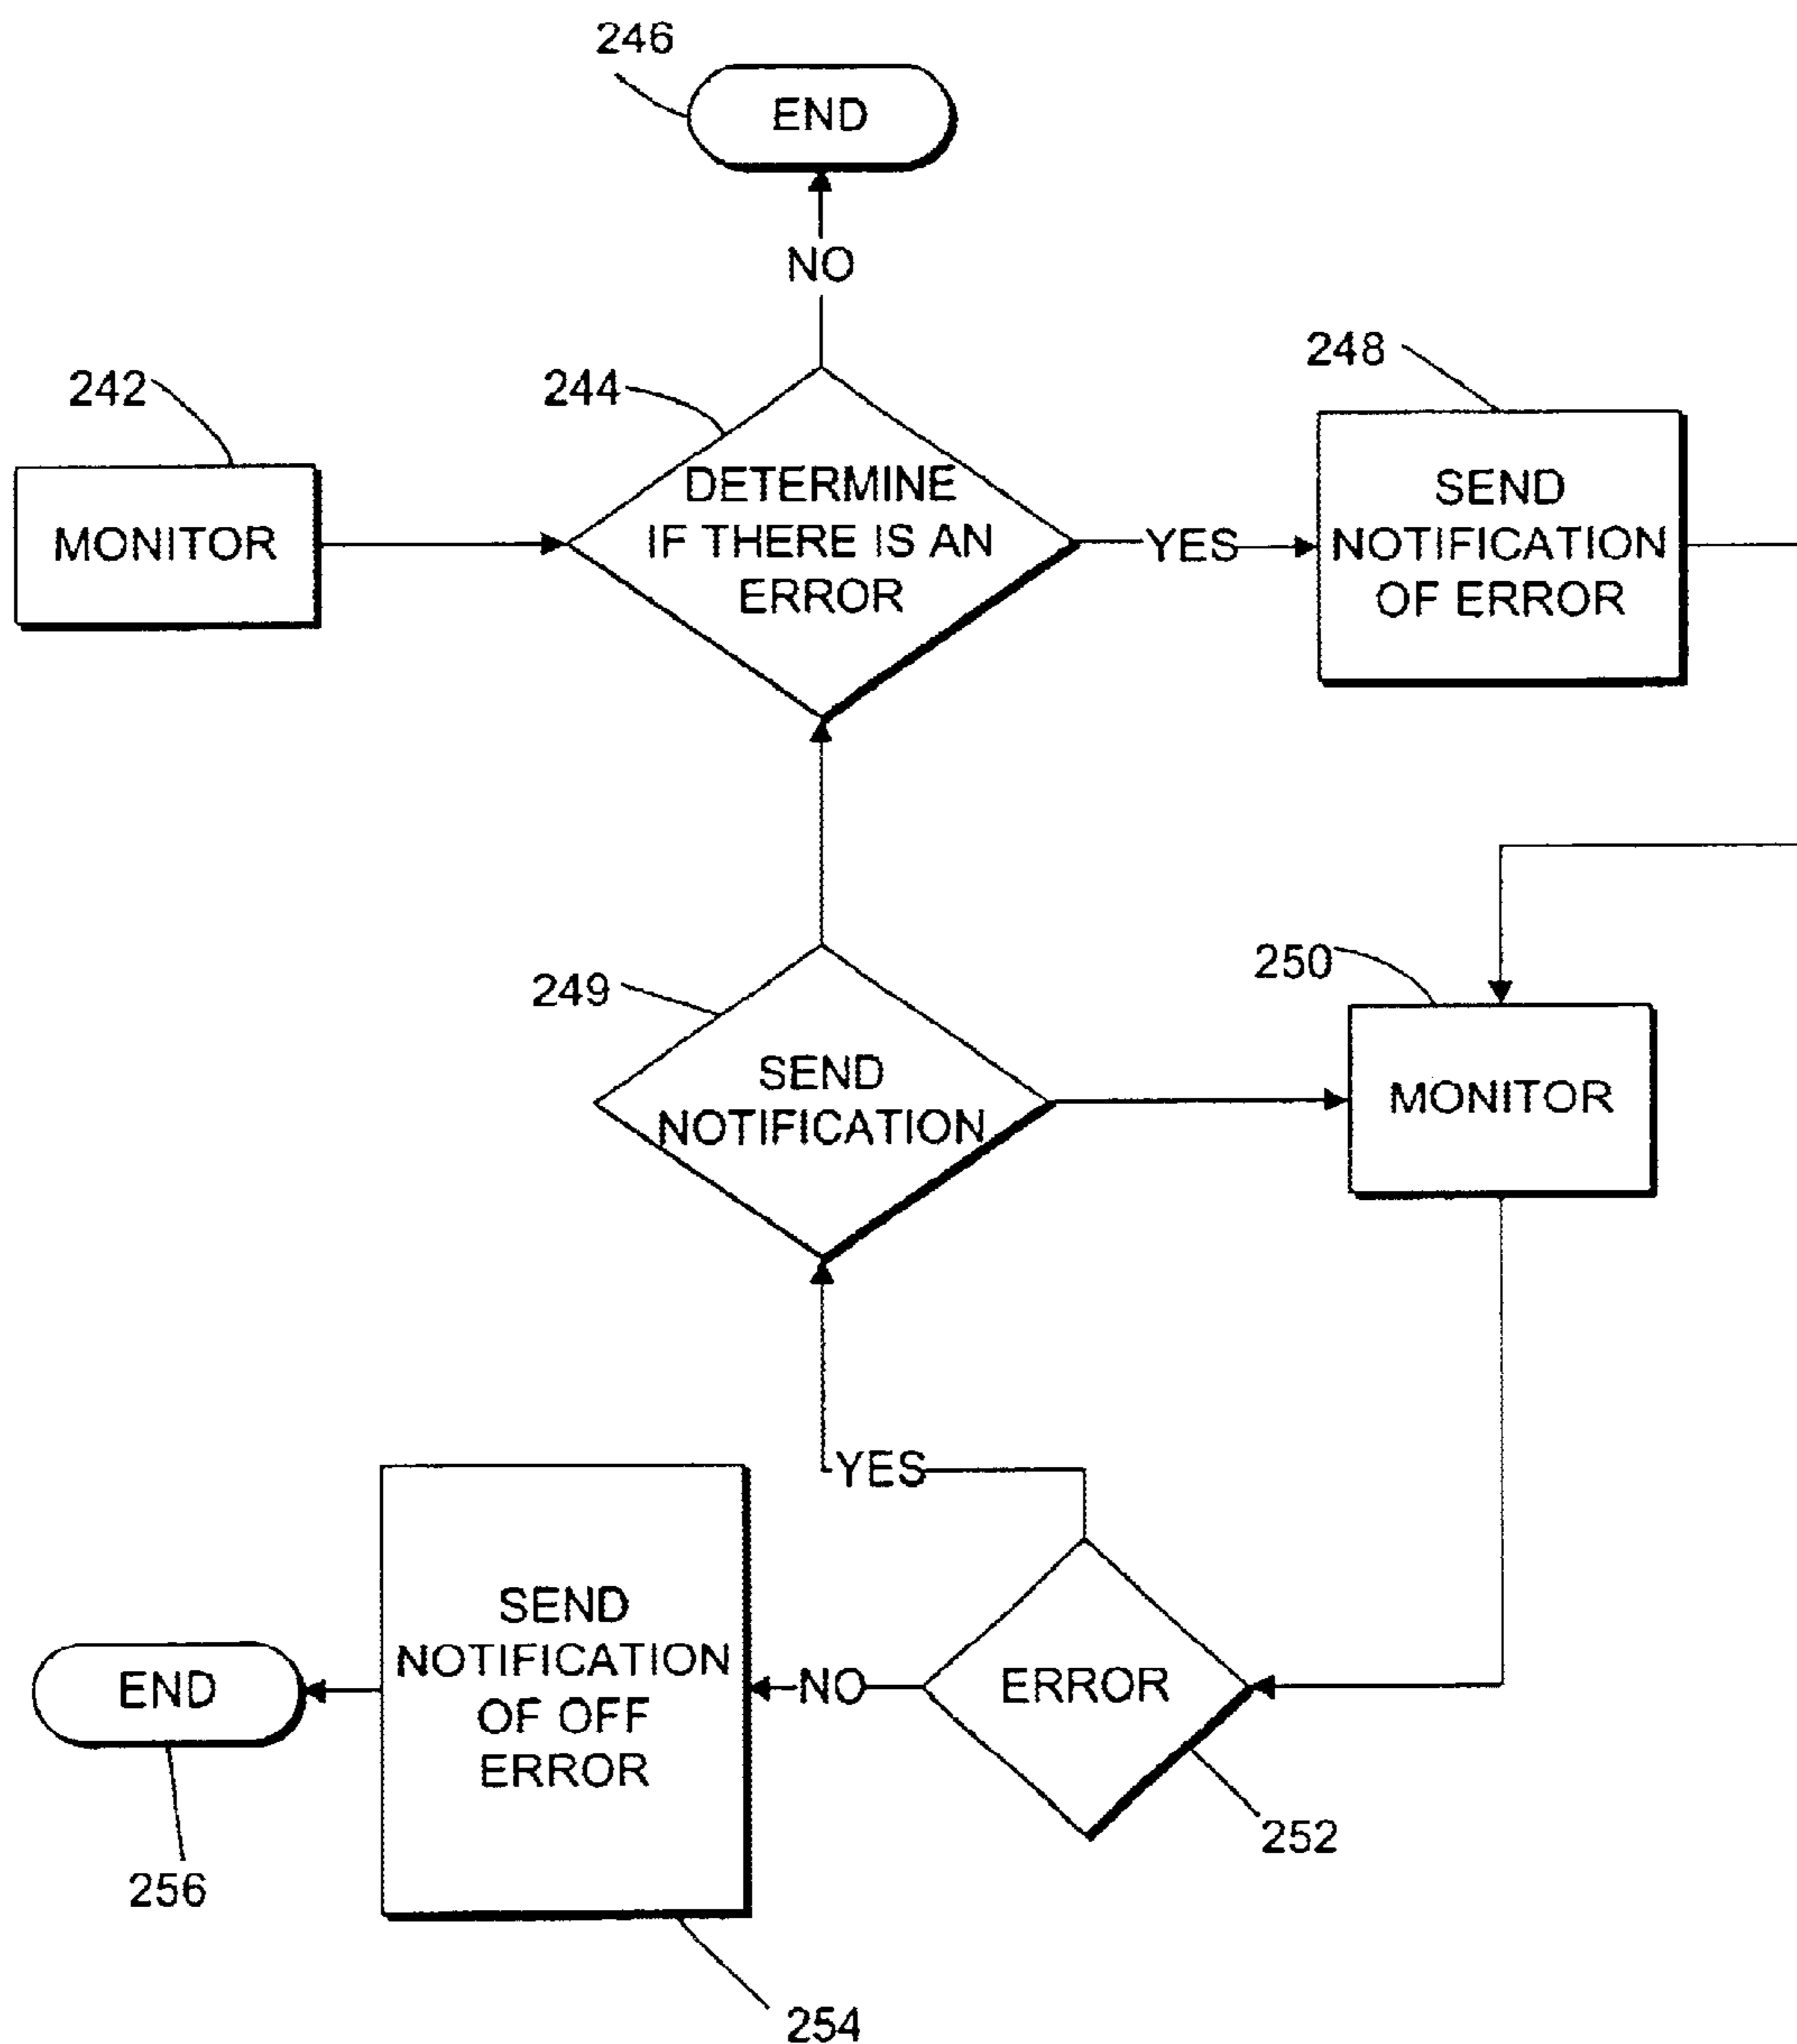 246
END
NO
242
244
248
MONITOR
DETERMINE
IF THERE IS AN
ERROR
YES
SEND
NOTIFICATION
OF ERROR
249
250
SEND
NOTIFICATION
MONITOR
YES
SEND
NOTIFICATION
OF OFF
ERROR
END
NO
ERROR
252
256
254